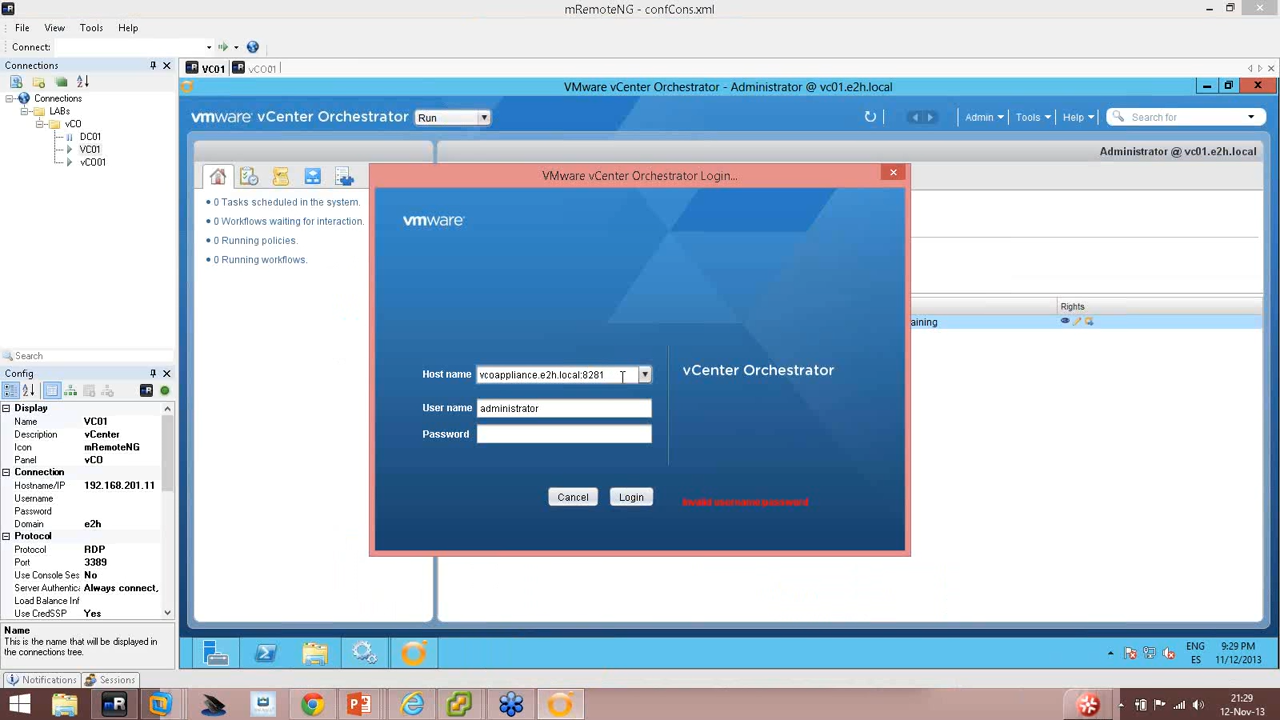 mRemoteNG - confCons.xml
File View Tools Help
Connect:
Connections
VC01 vCO01
Connections
LABs
vCO
DC01
VC01
vCO01
VMware vCenter Orchestrator - Administrator @ vc01.e2h.local
vmware vCenter Orchestrator Run Admin Tools Help Search for
Administrator @ vc01.e2h.local
0 Tasks scheduled in the system.
0 Workflows waiting for interaction.
0 Running policies.
0 Running workflows.
Rights
aining
VMware vCenter Orchestrator Login...
vmware
Host name vcoappliance.e2h.local:8281
User name administrator
Password
vCenter Orchestrator
Cancel Login
Invalid username/password
Search
Config
Display
Name VC01
Description vCenter
Icon mRemoteNG
Panel vCO
Connection
Hostname/IP 192.168.201.11
Username
Password
Domain e2h
Protocol
Protocol RDP
Port 3389
Use Console Ses No
Server Authentica Always connect,
Load Balance Inf
Use CredSSP Yes
Name
This is the name that will be displayed in
the connections tree.
Notifications Sessions
ENG
ES
9:29 PM
11/12/2013
21:29
12-Nov-13